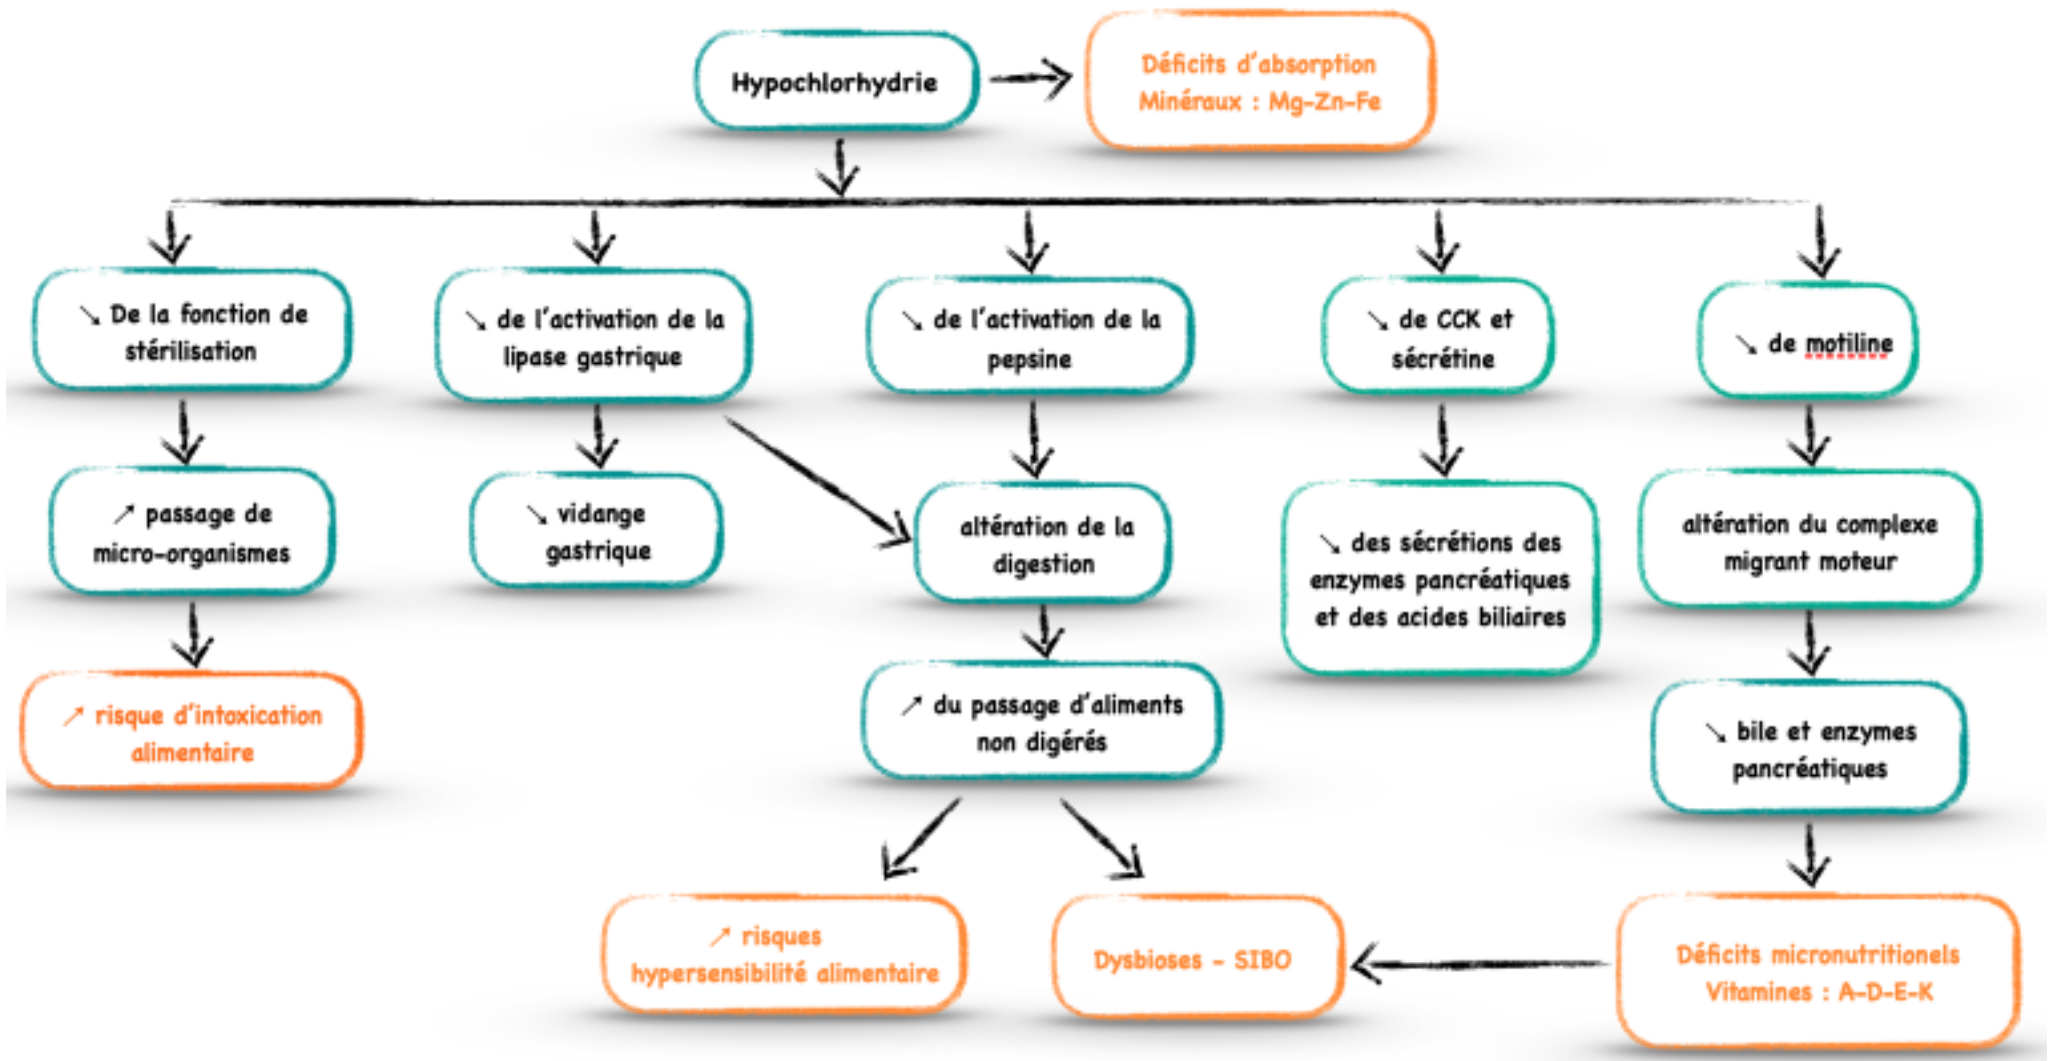 Hypochlorhydrie
Déficits d'absorption
Minéraux : Mg-Zn-Fe
↘ De la fonction de
stérilisation
↘ de l'activation de la
lipase gastrique
↘ de l'activation de la
pepsine
↘ de CCK et
sécrétine
↘ de motiline
↗ passage de
micro-organismes
↘ vidange
gastrique
altération de la
digestion
↘ des sécrétions des
enzymes pancréatiques
et des acides biliaires
altération du complexe
migrant moteur
↗ risque d'intoxication
alimentaire
↗ du passage d'aliments
non digérés
↘ bile et enzymes
pancréatiques
↗ risques
hypersensibilité alimentaire
Dysbioses - SIBO
Déficits micronutritionels
Vitamines : A-D-E-K